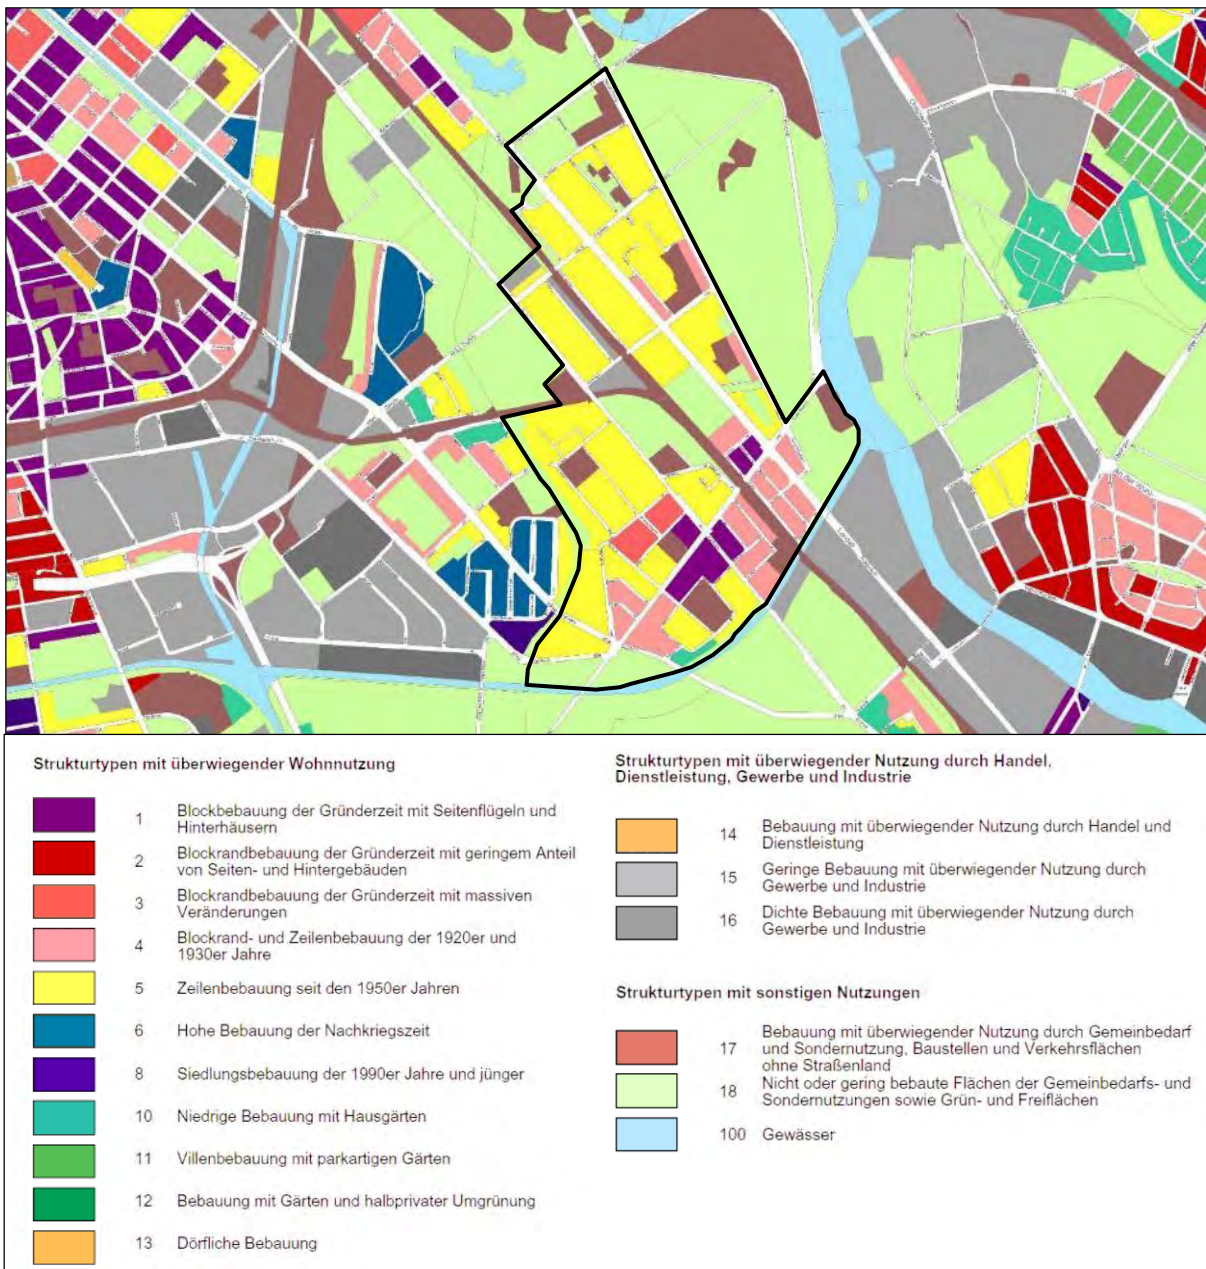 Strukturtypen mit überwiegender Wohnnutzung
1 Blockbebauung der Gründerzeit mit Seitenflügeln und
Hinterhäusern
2 Blockrandbebauung der Gründerzeit mit geringem Anteil
von Seiten- und Hintergebäuden
3 Blockrandbebauung der Gründerzeit mit massiven
Veränderungen
4 Blockrand- und Zeilenbebauung der 1920er und
1930er Jahre
5 Zeilenbebauung seit den 1950er Jahren
6 Hohe Bebauung der Nachkriegszeit
8 Siedlungsbebauung der 1990er Jahre und jünger
10 Niedrige Bebauung mit Hausgärten
11 Villenbebauung mit parkartigen Gärten
12 Bebauung mit Gärten und halbprivater Umgrünung
13 Dörfliche Bebauung
Strukturtypen mit überwiegender Nutzung durch Handel,
Dienstleistung, Gewerbe und Industrie
14 Bebauung mit überwiegender Nutzung durch Handel und
Dienstleistung
15 Geringe Bebauung mit überwiegender Nutzung durch
Gewerbe und Industrie
16 Dichte Bebauung mit überwiegender Nutzung durch
Gewerbe und Industrie
Strukturtypen mit sonstigen Nutzungen
17 Bebauung mit überwiegender Nutzung durch Gemeinbedarf
und Sondernutzung, Baustellen und Verkehrsflächen
ohne Straßenland
18 Nicht oder gering bebaute Flächen der Gemeinbedarfs- und
Sondernutzungen sowie Grün- und Freiflächen
100 Gewässer